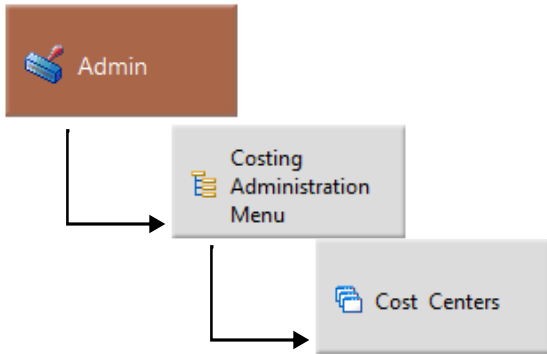 Admin
Costing
Administration
Menu
Cost Centers